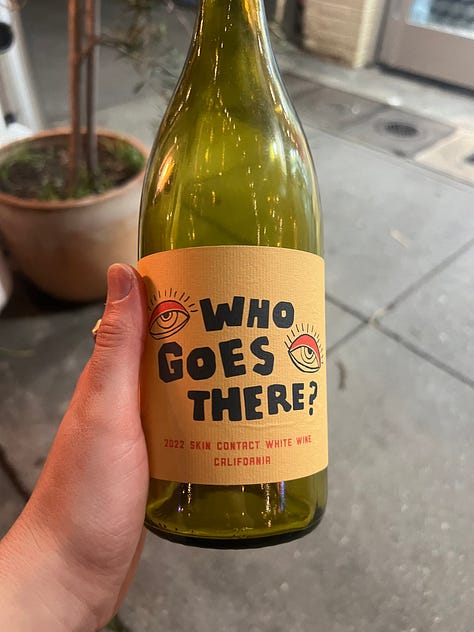 WHO
GOES
THERE?
2022 SKIN CONTACT WHITE WINE
CALIFORNIA